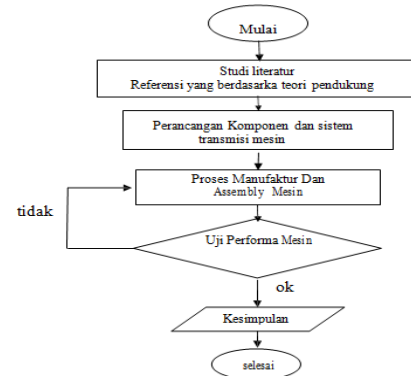 Mulai
Studi literatur
Referensi yang berdasarka teori pendukung
Perancangan Komponen dan sistem
transmisi mesin
Proses Manufaktur Dan
Assembly Mesin
tidak
Uji Performa Mesin
ok
Kesimpulan
selesai